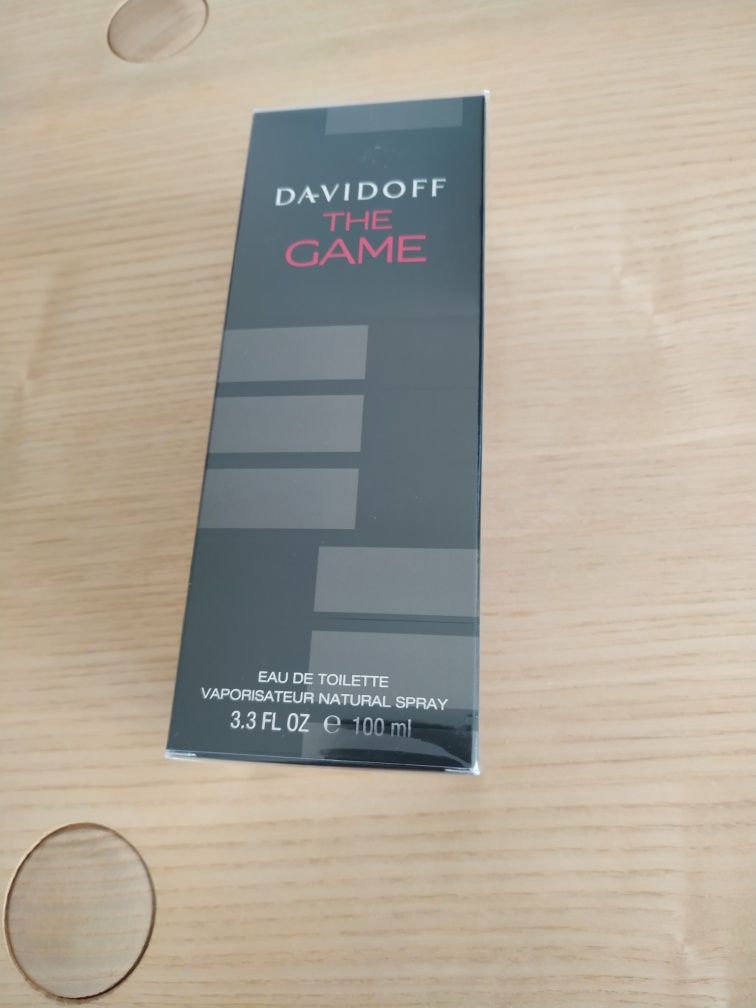 DAVIDOFF
THE
GAME
EAU DE TOILETTE
VAPORISATEUR NATURAL SPRAY
3.3 FL OZ ℮ 100 ml